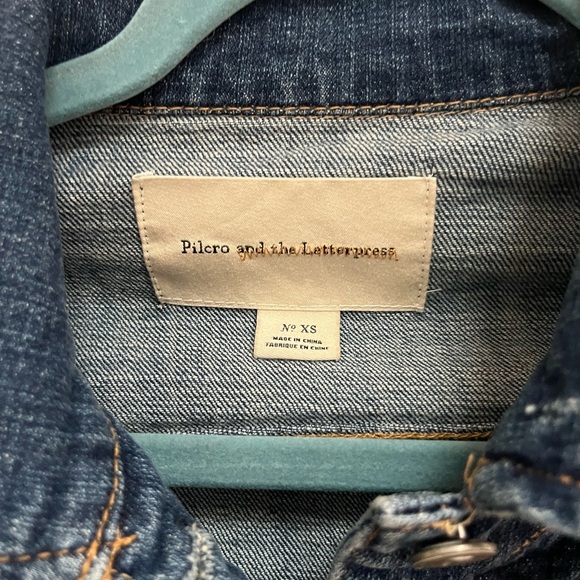 Pilcro and the Letterpress
Nº XS
MADE IN CHINA
FABRIQUE EN CHINE